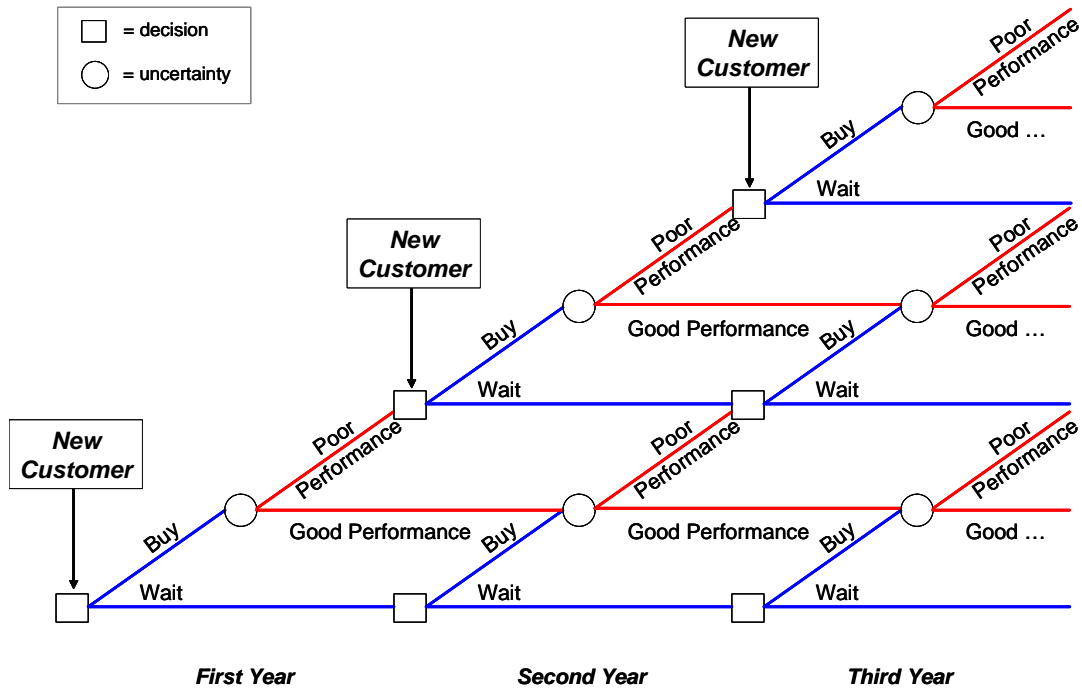 = decision
= uncertainty
New
Customer
Poor
Performance
Buy
Good …
Wait
New
Customer
Poor
Performance
Poor
Performance
Buy
Good Performance
Buy
Good …
Wait
Wait
New
Customer
Poor
Performance
Poor
Performance
Poor
Performance
Buy
Good Performance
Buy
Good Performance
Buy
Good …
Wait
Wait
Wait
First Year
Second Year
Third Year